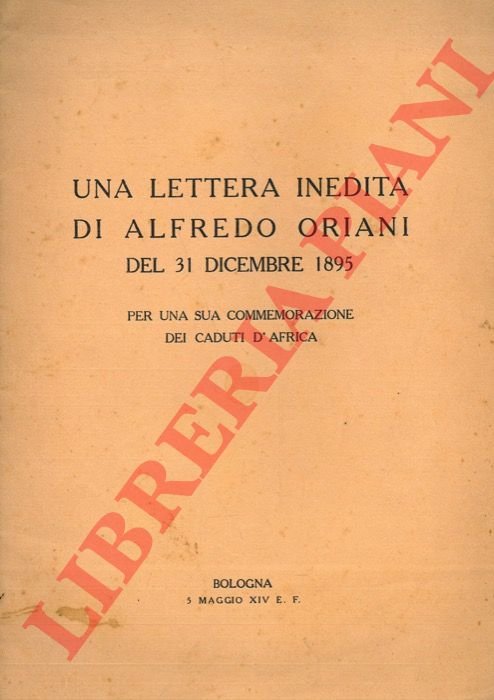 UNA LETTERA INEDITA
DI ALFREDO ORIANI
DEL 31 DICEMBRE 1895
PER UNA SUA COMMEMORAZIONE
DEI CADUTI D'AFRICA
BOLOGNA
5 MAGGIO XIV E. F.
LIBRERIA PIANI